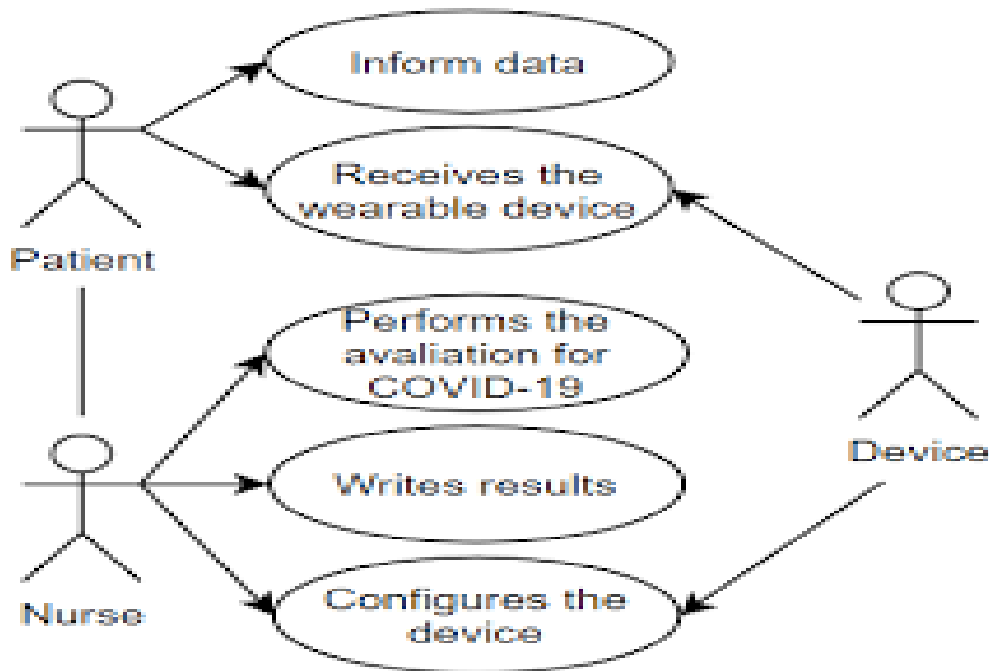 Inform data
Receives the
wearable device
Patient
Performs the
avaliation for
COVID-19
Device
Writes results
Configures the
device
Nurse